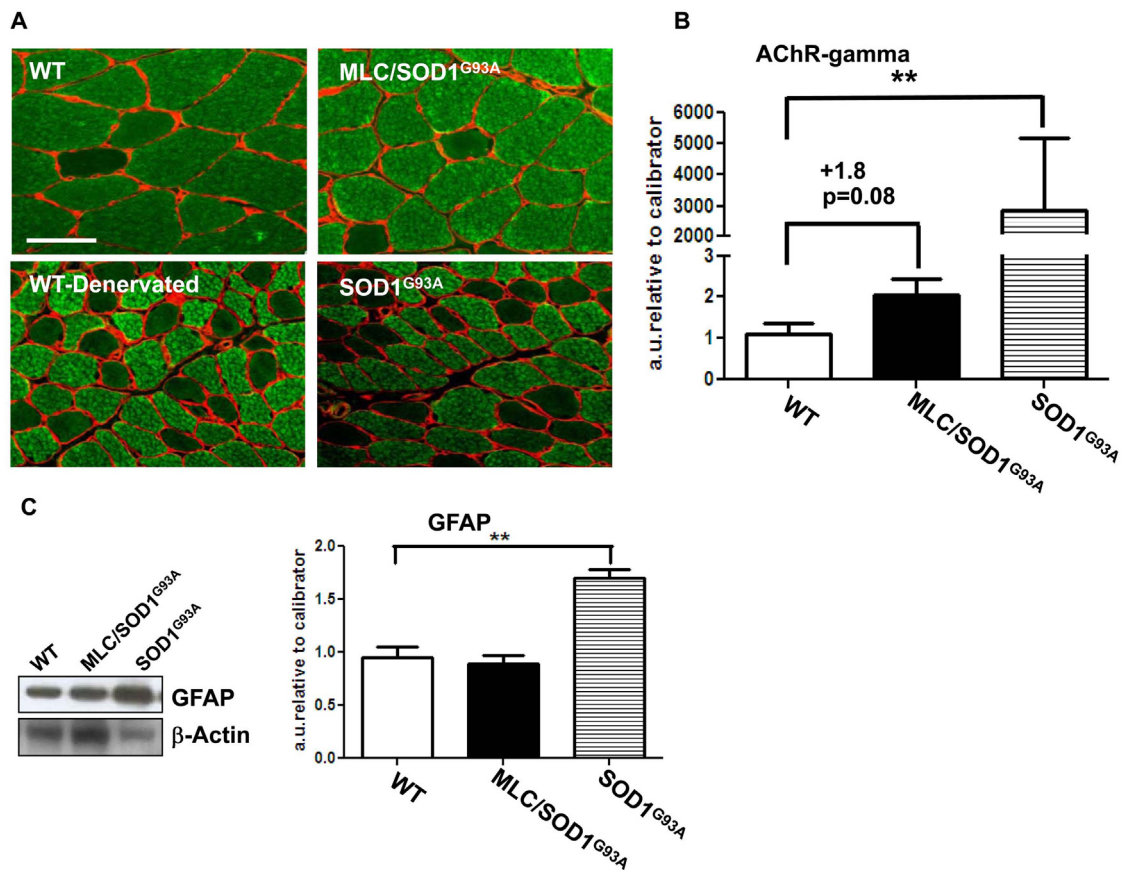 A
WT
MLC/SOD1G93A
WT-Denervated
SOD1G93A
B
AChR-gamma
**
+1.8
p=0.08
a.u.relative to calibrator
6000
5000
4000
3000
2000
3
2
1
0
WT
MLC/SOD1G93A
SOD1G93A
C
WT
MLC/SOD1G93A
SOD1G93A
GFAP
β-Actin
GFAP
**
a.u.relative to calibrator
2.0
1.5
1.0
0.5
0.0
WT
MLC/SOD1G93A
SOD1G93A